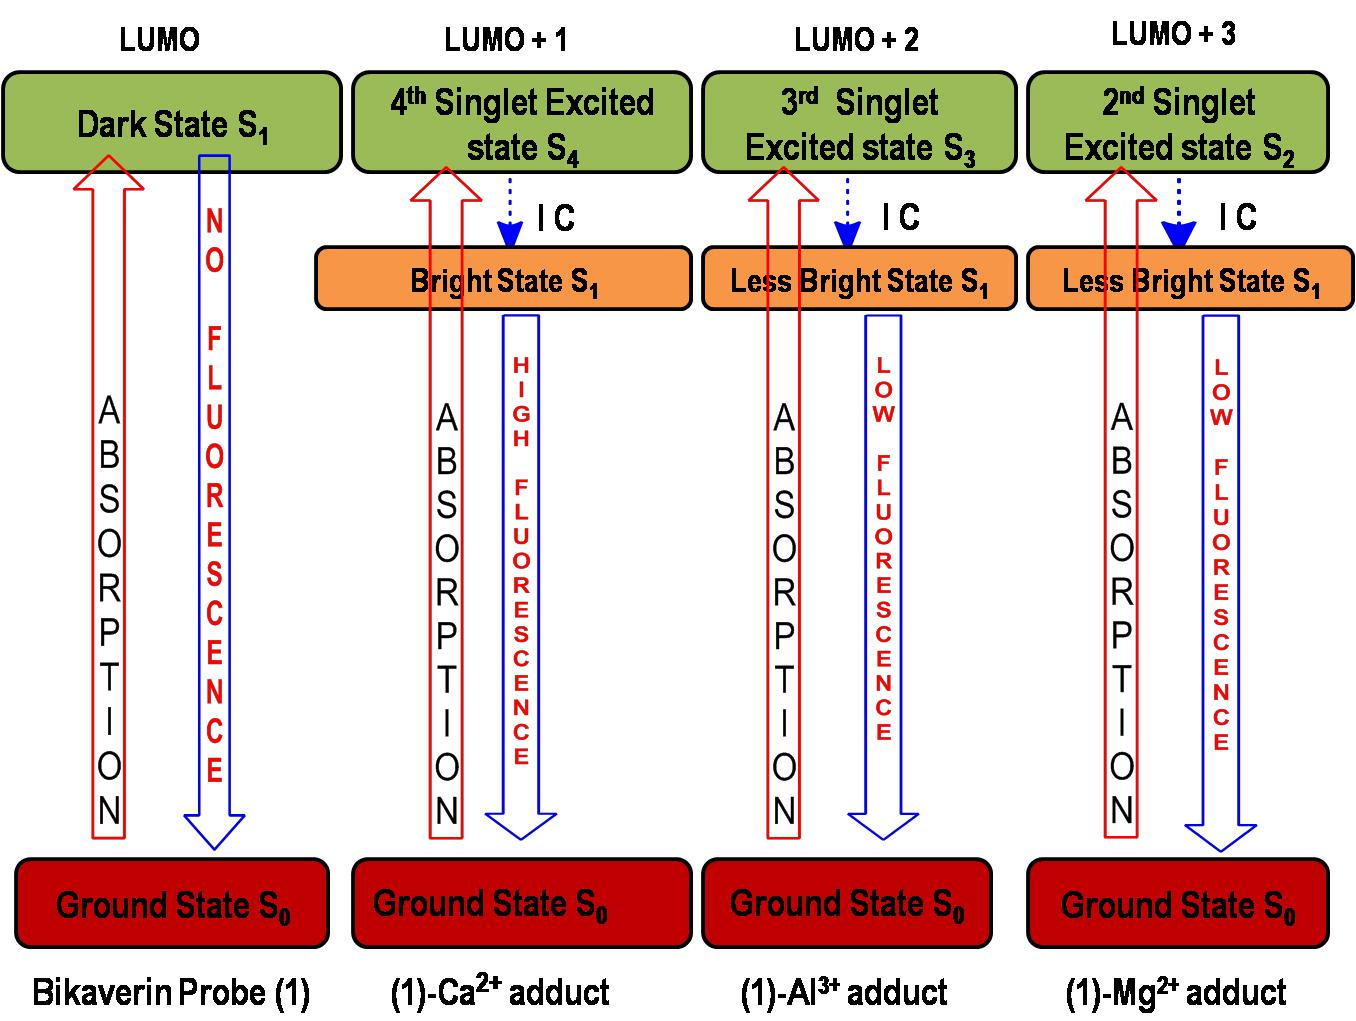 LUMO
LUMO + 1
LUMO + 2
LUMO + 3
Dark State S₁
4ᵗʰ Singlet Excited
state S₄
3ʳᵈ Singlet
Excited state S₃
2ⁿᵈ Singlet
Excited state S₂
I C
I C
I C
Bright State S₁
Less Bright State S₁
Less Bright State S₁
ABSORPTION
NO FLUORESCENCE
ABSORPTION
HIGH FLUORESCENCE
ABSORPTION
LOW FLUORESCENCE
ABSORPTION
LOW FLUORESCENCE
Ground State S₀
Ground State S₀
Ground State S₀
Ground State S₀
Bikaverin Probe (1)
(1)-Ca²⁺ adduct
(1)-Al³⁺ adduct
(1)-Mg²⁺ adduct